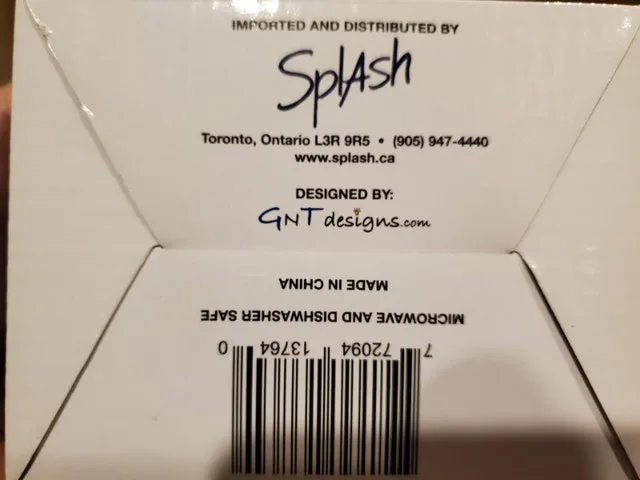 IMPORTED AND DISTRIBUTED BY
SplAsh
Toronto, Ontario L3R 9R5 • (905) 947-4440
www.splash.ca
DESIGNED BY:
GNT designs.com
MADE IN CHINA
MICROWAVE AND DISHWASHER SAFE
7 72094 13764 0